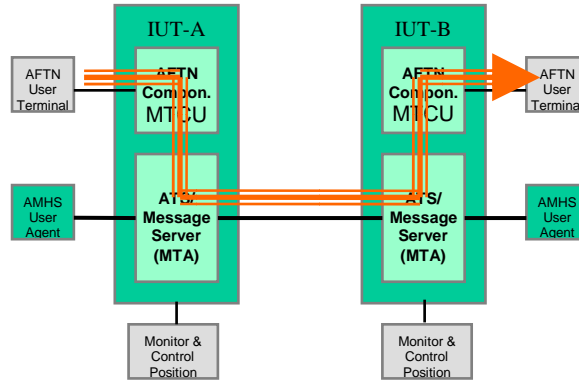 IUT-A
IUT-B
AFTN
User
Terminal
AFTN
Compon.
MTCU
AFTN
Compon.
MTCU
AFTN
User
Terminal
AMHS
User
Agent
ATS/
Message
Server
(MTA)
ATS/
Message
Server
(MTA)
AMHS
User
Agent
Monitor &
Control
Position
Monitor &
Control
Position